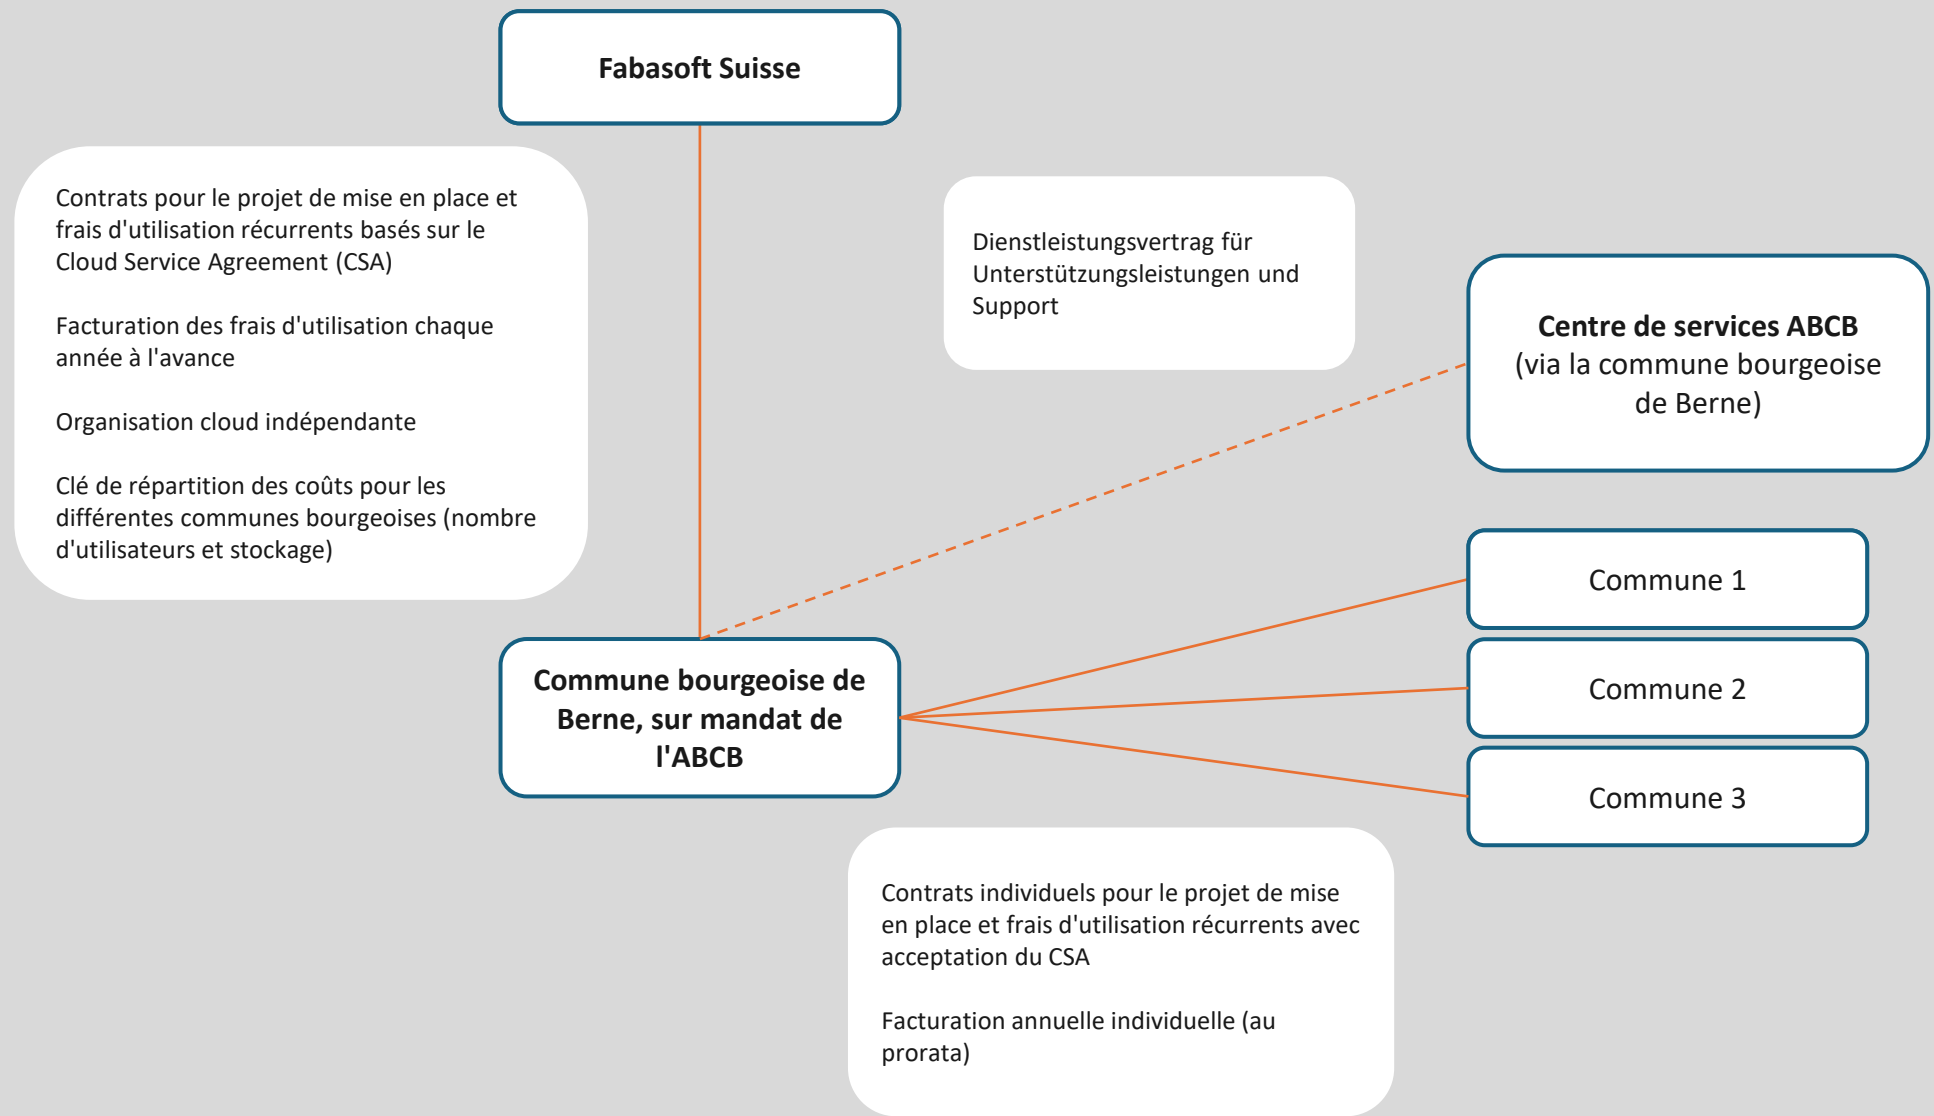 Fabasoft Suisse
Contrats pour le projet de mise en place et
frais d'utilisation récurrents basés sur le
Cloud Service Agreement (CSA)
Facturation des frais d'utilisation chaque
année à l'avance
Organisation cloud indépendante
Clé de répartition des coûts pour les
différentes communes bourgeoises (nombre
d'utilisateurs et stockage)
Dienstleistungsvertrag für
Unterstützungsleistungen und
Support
Centre de services ABCB
(via la commune bourgeoise
de Berne)
Commune 1
Commune 2
Commune 3
Commune bourgeoise de
Berne, sur mandat de
l'ABCB
Contrats individuels pour le projet de mise
en place et frais d'utilisation récurrents avec
acceptation du CSA
Facturation annuelle individuelle (au
prorata)